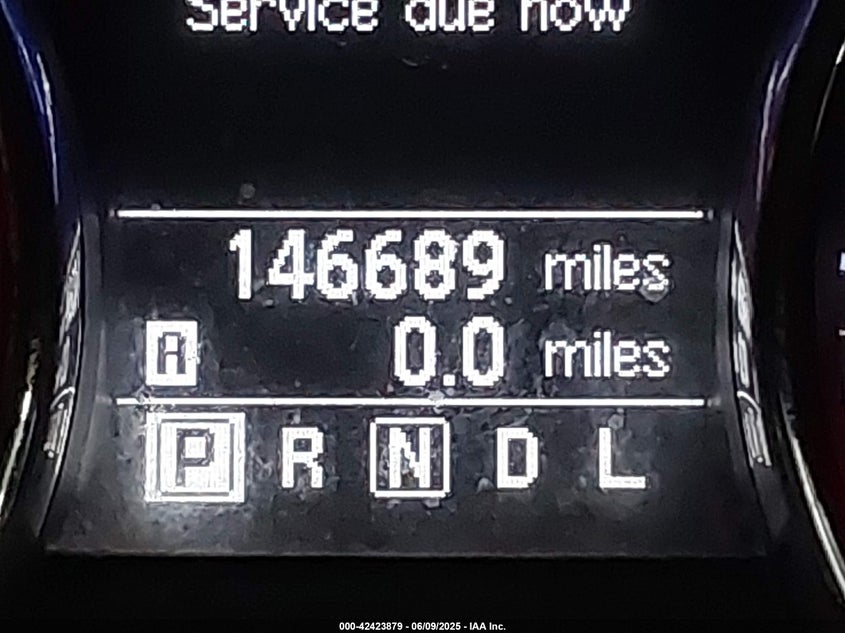 Service due now
146689 miles
A 0.0 miles
P R N D L
000-42423879 - 06/09/2025 - IAA Inc.